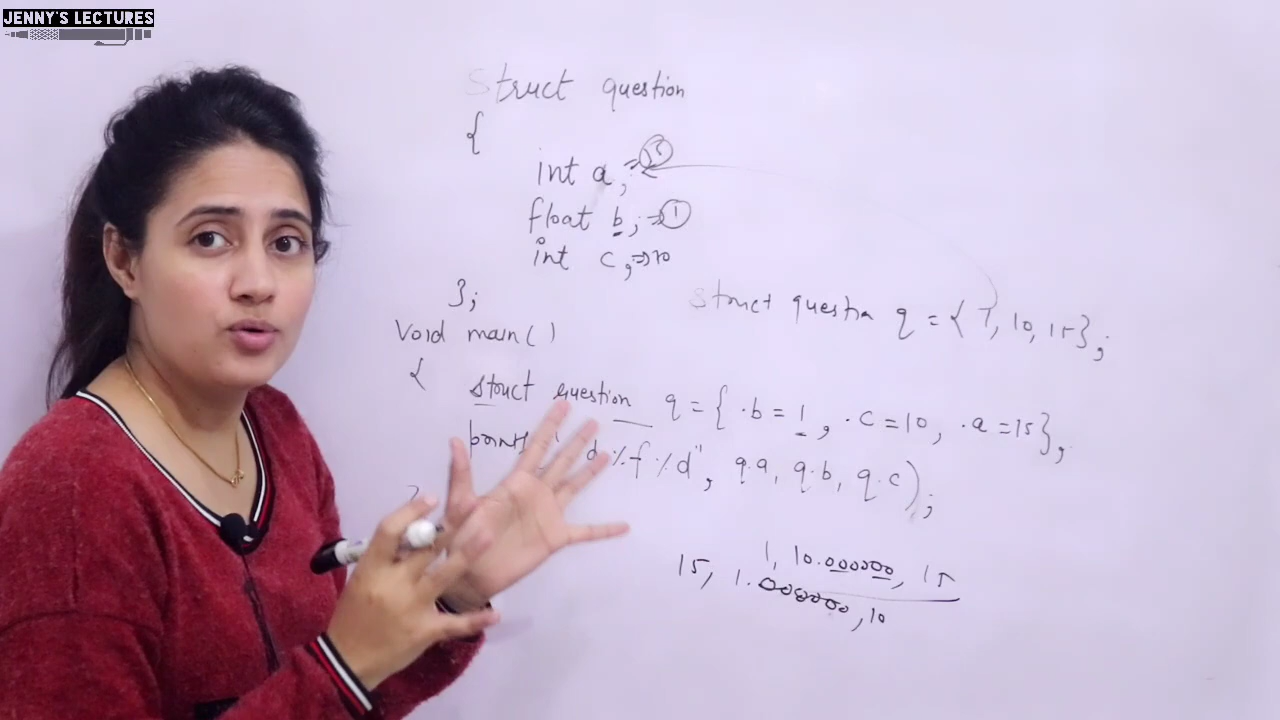 JENNY'S LECTURES
Struct question
{
int a; ⇒ 15
float b; ⇒ 1
int c; ⇒ 10
};
struct question q = { 1, 10, 15};
Void main()
{ struct question q = { .b = 1, .c = 10, .a = 15};
%f %d", q.a, q.b, q.c);
1, 10.000000, 15
15, 1.000000, 10